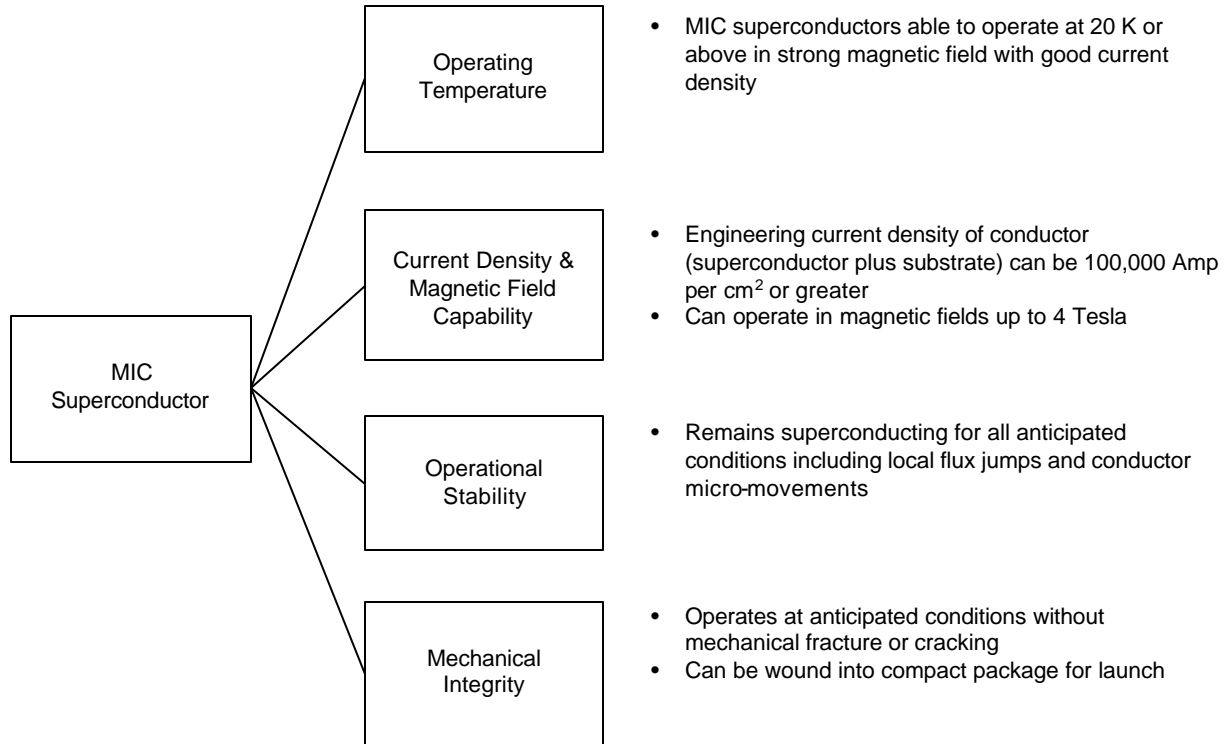 MIC
Superconductor
Operating
Temperature
• MIC superconductors able to operate at 20 K or
above in strong magnetic field with good current
density
Current Density &
Magnetic Field
Capability
• Engineering current density of conductor
(superconductor plus substrate) can be 100,000 Amp
per cm² or greater
• Can operate in magnetic fields up to 4 Tesla
Operational
Stability
• Remains superconducting for all anticipated
conditions including local flux jumps and conductor
micro-movements
Mechanical
Integrity
• Operates at anticipated conditions without
mechanical fracture or cracking
• Can be wound into compact package for launch